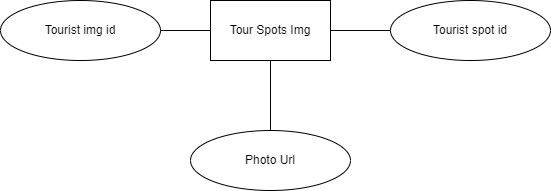 Tourist img id
Tour Spots Img
Tourist spot id
Photo Url